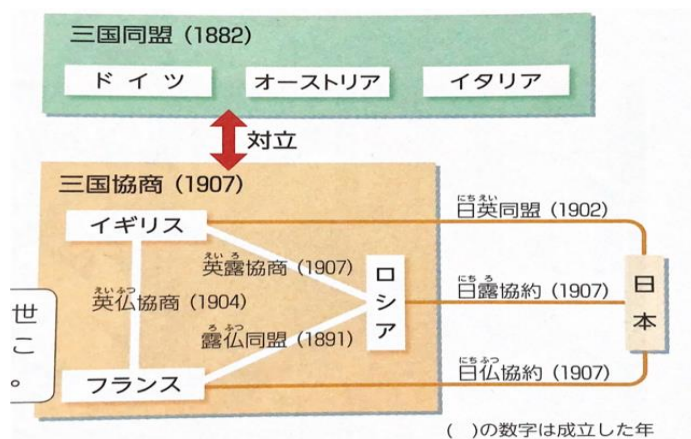 三国同盟 (1882)
ドイツ
オーストリア
イタリア
対立
三国協商 (1907)
イギリス
英露協商 (1907)
えいろ
英仏協商 (1904)
えいふつ
露仏同盟 (1891)
ろふつ
フランス
ロシア
日英同盟 (1902)
にちえい
日露協約 (1907)
にちろ
日仏協約 (1907)
にちふつ
日本
世
こ
。
( )の数字は成立した年